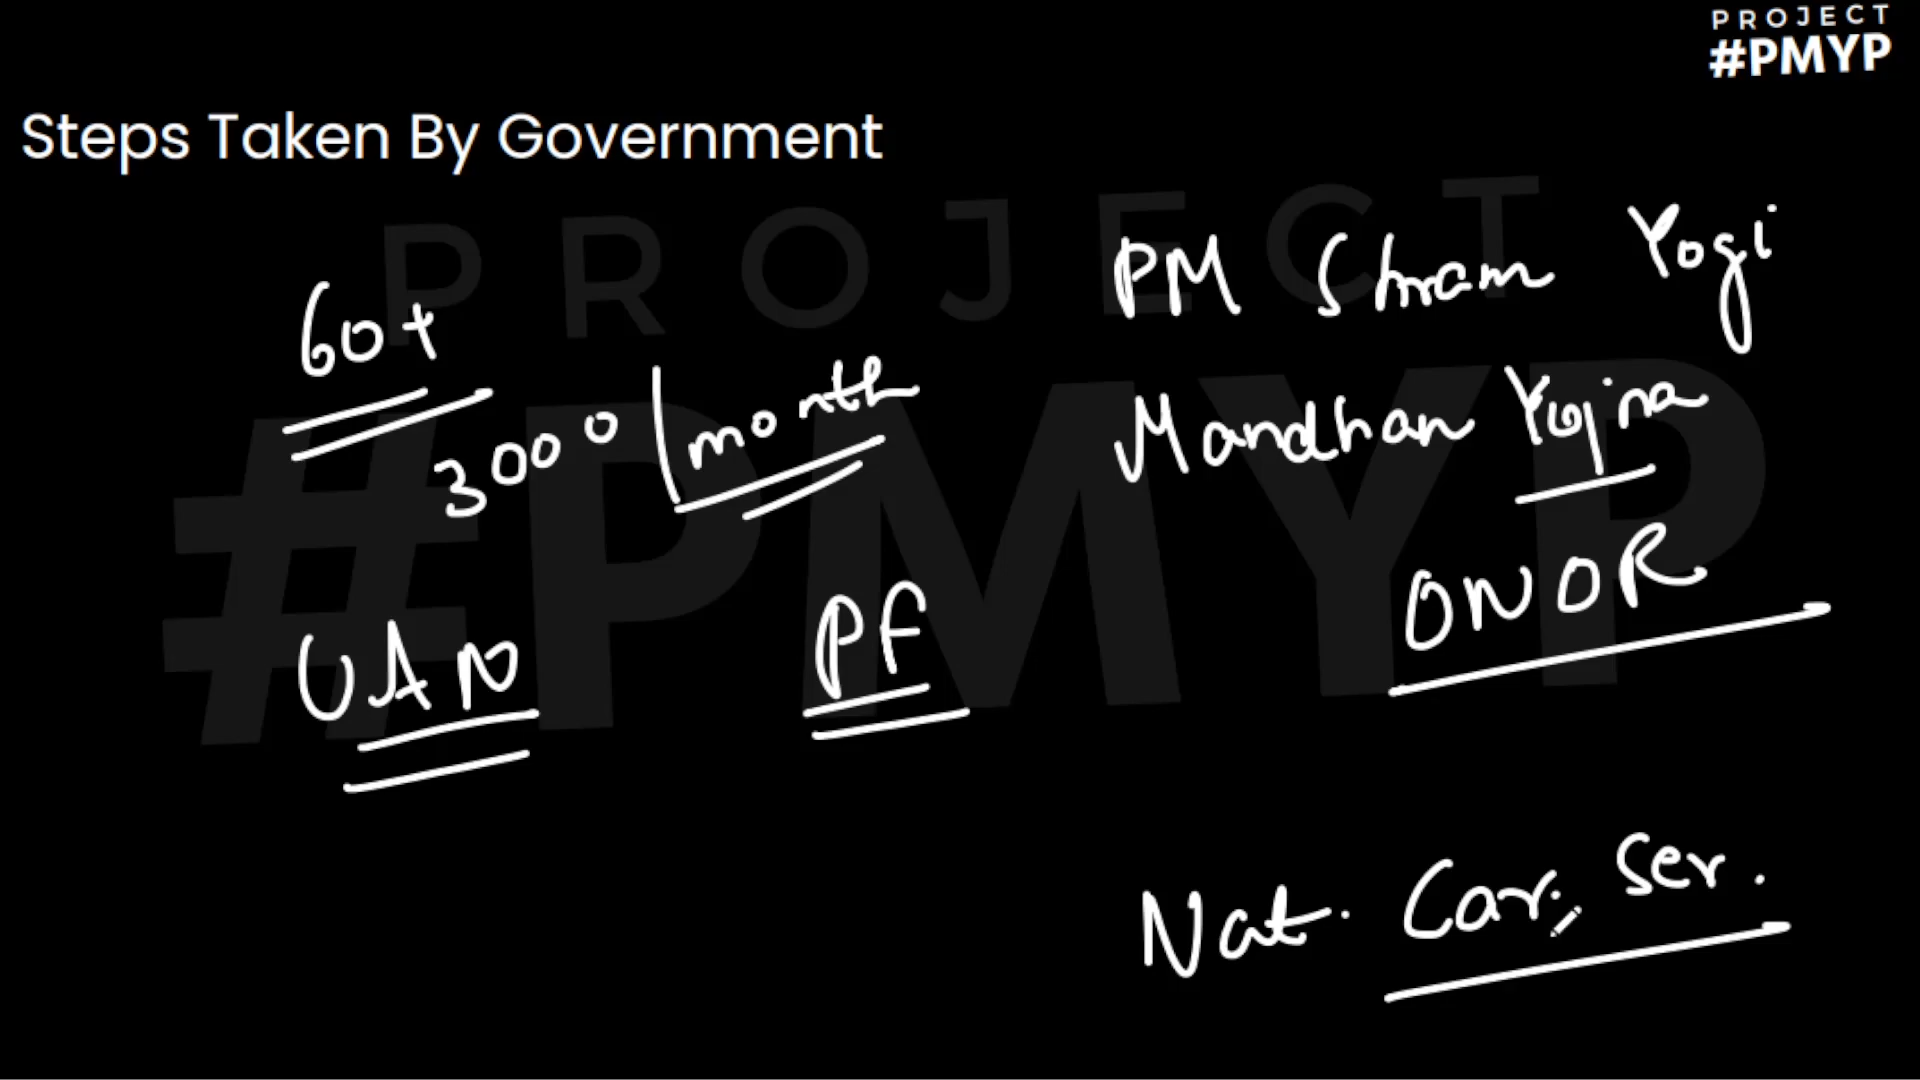 PROJECT
#PMYP
Steps Taken By Government
PROJECT
#PMYP
60+
3000/month
PM Shram Yogi
Mandhan Yojna
UAN
PF
ONOR
Nat. Car. Ser.